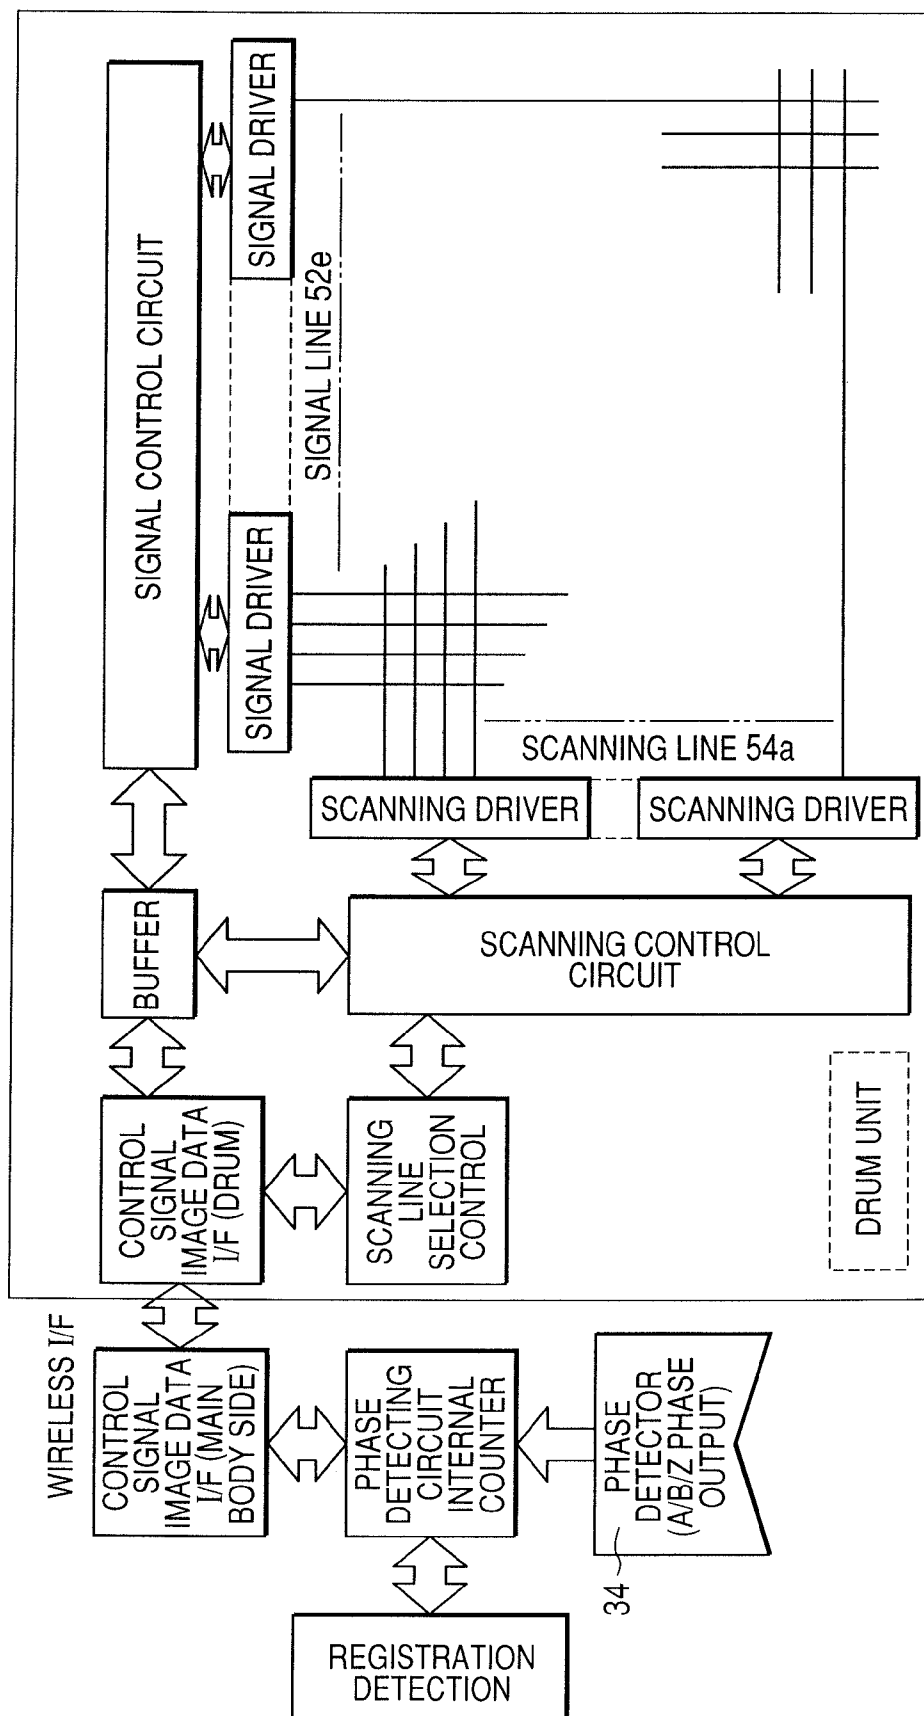 SIGNAL CONTROL CIRCUIT
SIGNAL DRIVER
SIGNAL DRIVER
SIGNAL LINE 52e
SCANNING LINE 54a
SCANNING DRIVER
SCANNING DRIVER
BUFFER
SCANNING CONTROL
CIRCUIT
CONTROL
SIGNAL
IMAGE DATA
I/F (DRUM)
SCANNING
LINE
SELECTION
CONTROL
DRUM UNIT
WIRELESS I/F
CONTROL
SIGNAL
IMAGE DATA
I/F (MAIN
BODY SIDE)
PHASE
DETECTING
CIRCUIT
INTERNAL
COUNTER
PHASE
DETECTOR
(A/B/Z PHASE
OUTPUT)
34
REGISTRATION
DETECTION